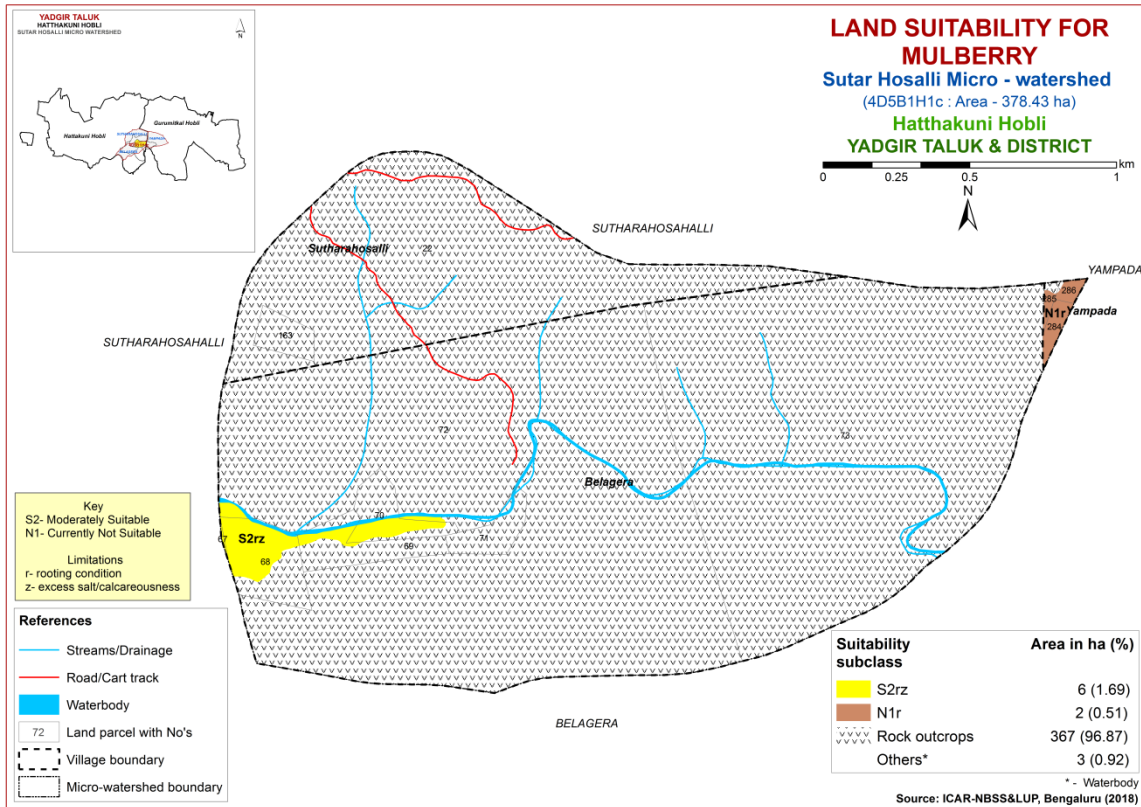 YADGIR TALUK
HATTHAKUNI HOBLI
SUTAR HOSALLI MICRO WATERSHED
N
Hattakuni Hobli
Gurumitkal Hobli
LAND SUITABILITY FOR
MULBERRY
Sutar Hosalli Micro - watershed
(4D5B1H1c : Area - 378.43 ha)
Hatthakuni Hobli
YADGIR TALUK & DISTRICT
km
0 0.25 0.5 1
N
SUTHARAHOSAHALLI
Sutharahosalli
22
YAMPADA
286
285
N1r Yampada
284
163
SUTHARAHOSAHALLI
72
73
Belagera
70
67
S2rz
69
71
68
BELAGERA
Key
S2- Moderately Suitable
N1- Currently Not Suitable
Limitations
r- rooting condition
z- excess salt/calcareousness
References
Streams/Drainage
Road/Cart track
Waterbody
72 Land parcel with No's
Village boundary
Micro-watershed boundary
Suitability subclass Area in ha (%)
S2rz 6 (1.69)
N1r 2 (0.51)
Rock outcrops 367 (96.87)
Others* 3 (0.92)
* - Waterbody
Source: ICAR-NBSS&LUP, Bengaluru (2018)